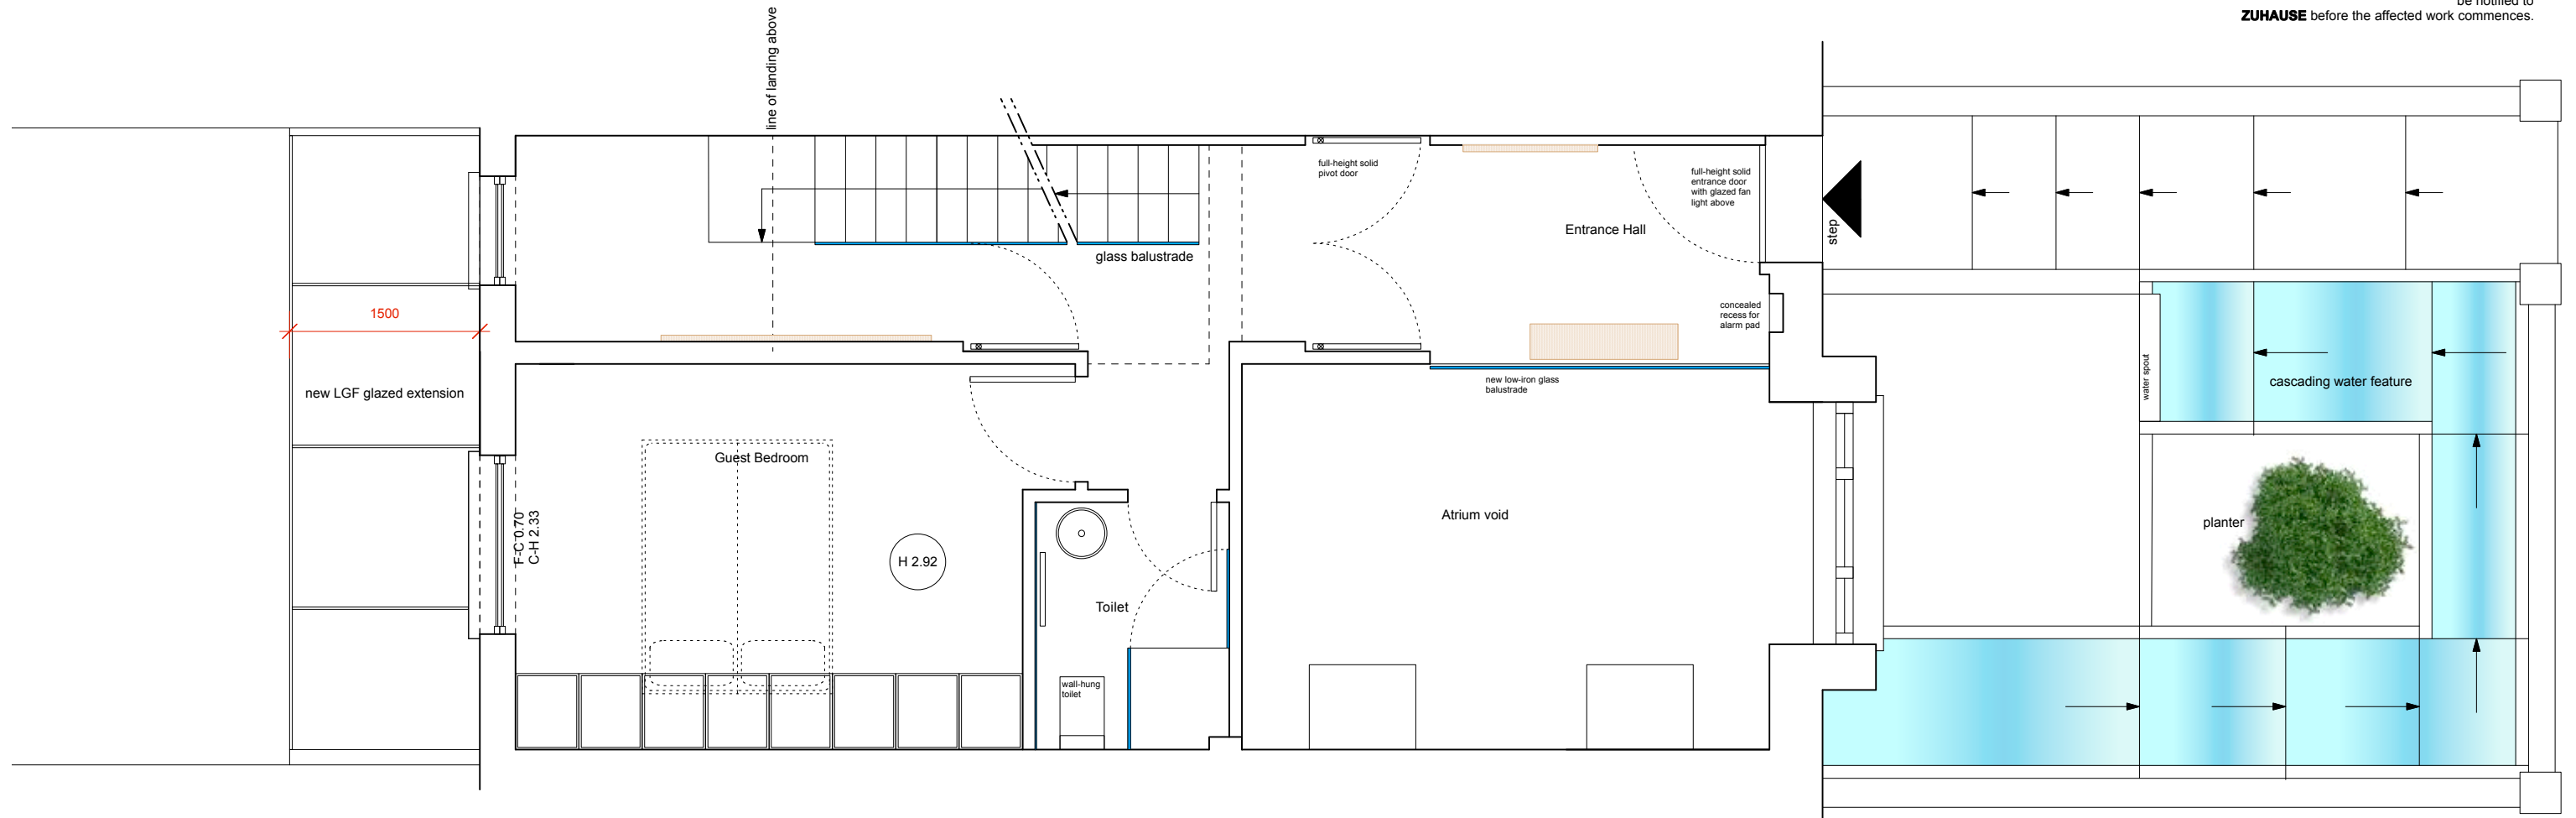 be notified to
ZUHAUSE before the affected work commences.
line of landing above
full-height solid
pivot door
full-height solid
entrance door
with glazed fan
light above
Entrance Hall
step
glass balustrade
concealed
recess for
alarm pad
1500
new LGF glazed extension
new low-iron glass
balustrade
water spout
cascading water feature
Guest Bedroom
F-C 0.70
C-H 2.33
H 2.92
Atrium void
planter
Toilet
wall-hung
toilet